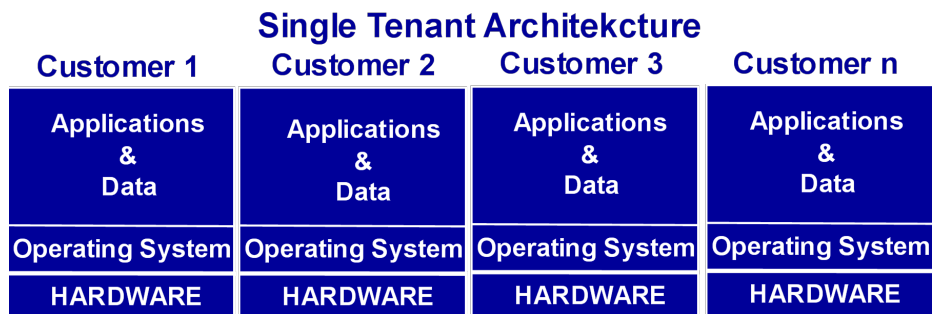 Single Tenant Architekcture
Customer 1
Customer 2
Customer 3
Customer n
Applications
&
Data
Applications
&
Data
Applications
&
Data
Applications
&
Data
Operating System
Operating System
Operating System
Operating System
HARDWARE
HARDWARE
HARDWARE
HARDWARE